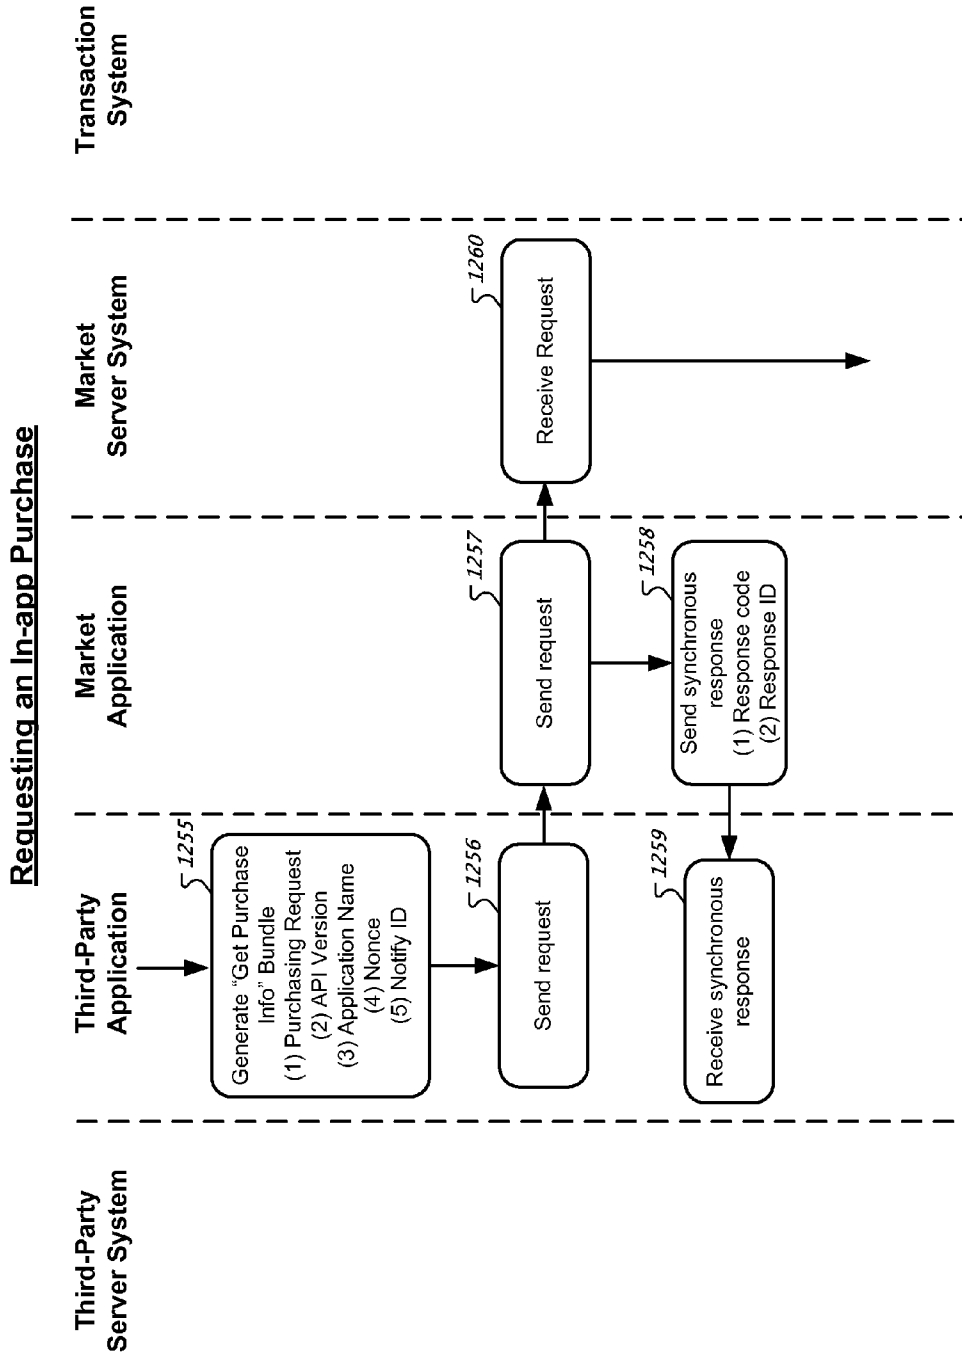 Requesting an In-app Purchase
Third-Party
Server System
Third-Party
Application
Market
Application
Market
Server System
Transaction
System
1255
Generate “Get Purchase
Info” Bundle
(1) Purchasing Request
(2) API Version
(3) Application Name
(4) Nonce
(5) Notify ID
1256
Send request
1257
Send request
1260
Receive Request
1258
Send synchronous
response
(1) Response code
(2) Response ID
1259
Receive synchronous
response